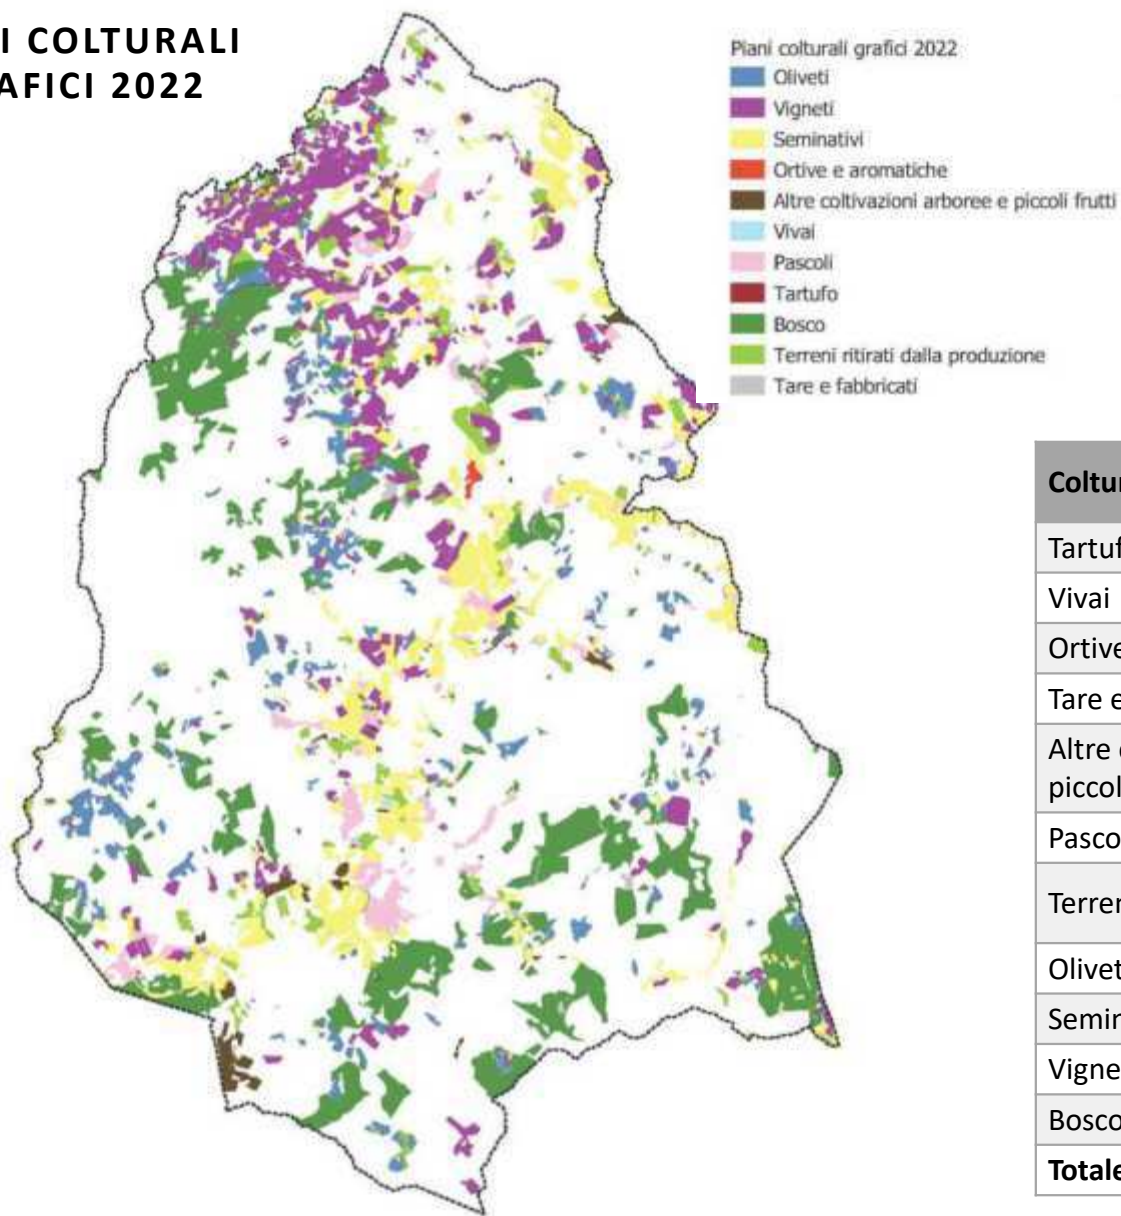 I COLTURALI
AFICI 2022
Piani colturali grafici 2022
Oliveti
Vigneti
Seminativi
Ortive e aromatiche
Altre coltivazioni arboree e piccoli frutti
Vivai
Pascoli
Tartufo
Bosco
Terreni ritirati dalla produzione
Tare e fabbricati
Coltur
Tartuf
Vivai
Ortive
Tare e
Altre
piccol
Pasco
Terren
Olivet
Semin
Vigne
Bosco
Totale